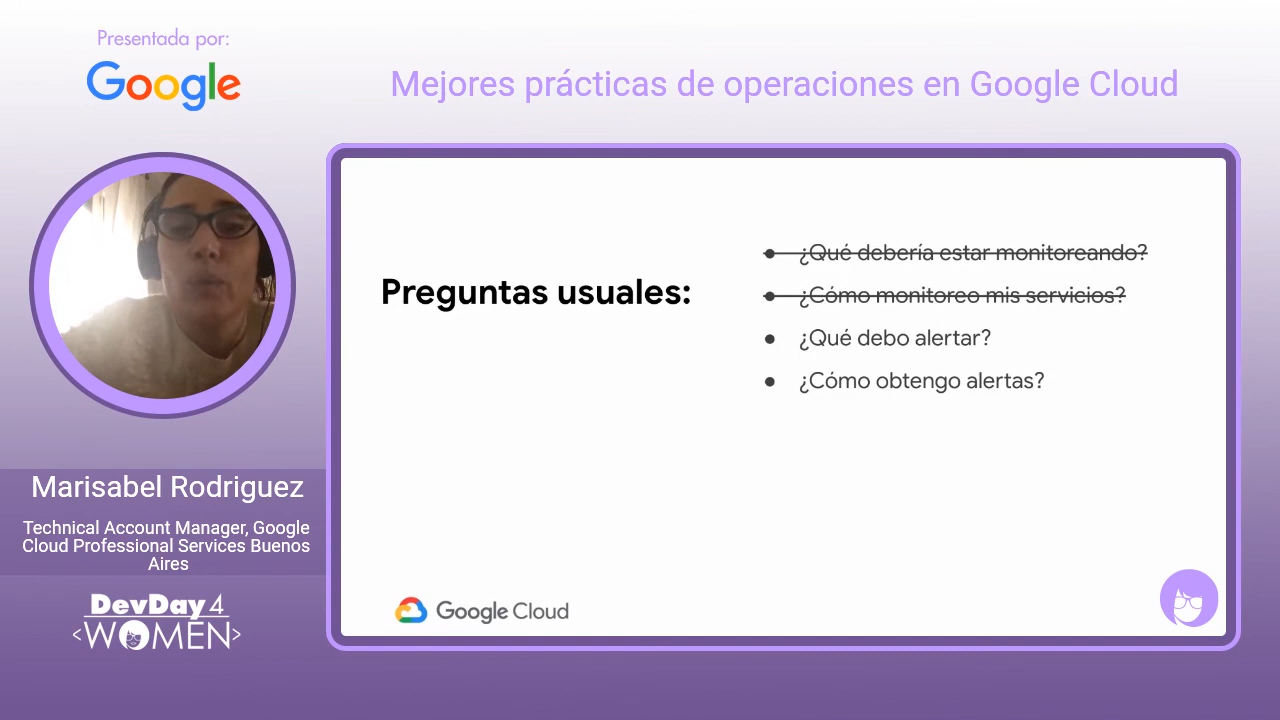 Presentada por:
Google
Mejores prácticas de operaciones en Google Cloud
Preguntas usuales:
¿Qué debería estar monitoreando?
¿Cómo monitoreo mis servicios?
¿Qué debo alertar?
¿Cómo obtengo alertas?
Marisabel Rodriguez
Technical Account Manager, Google
Cloud Professional Services Buenos
Aires
DevDay 4
<WOMEN>
Google Cloud